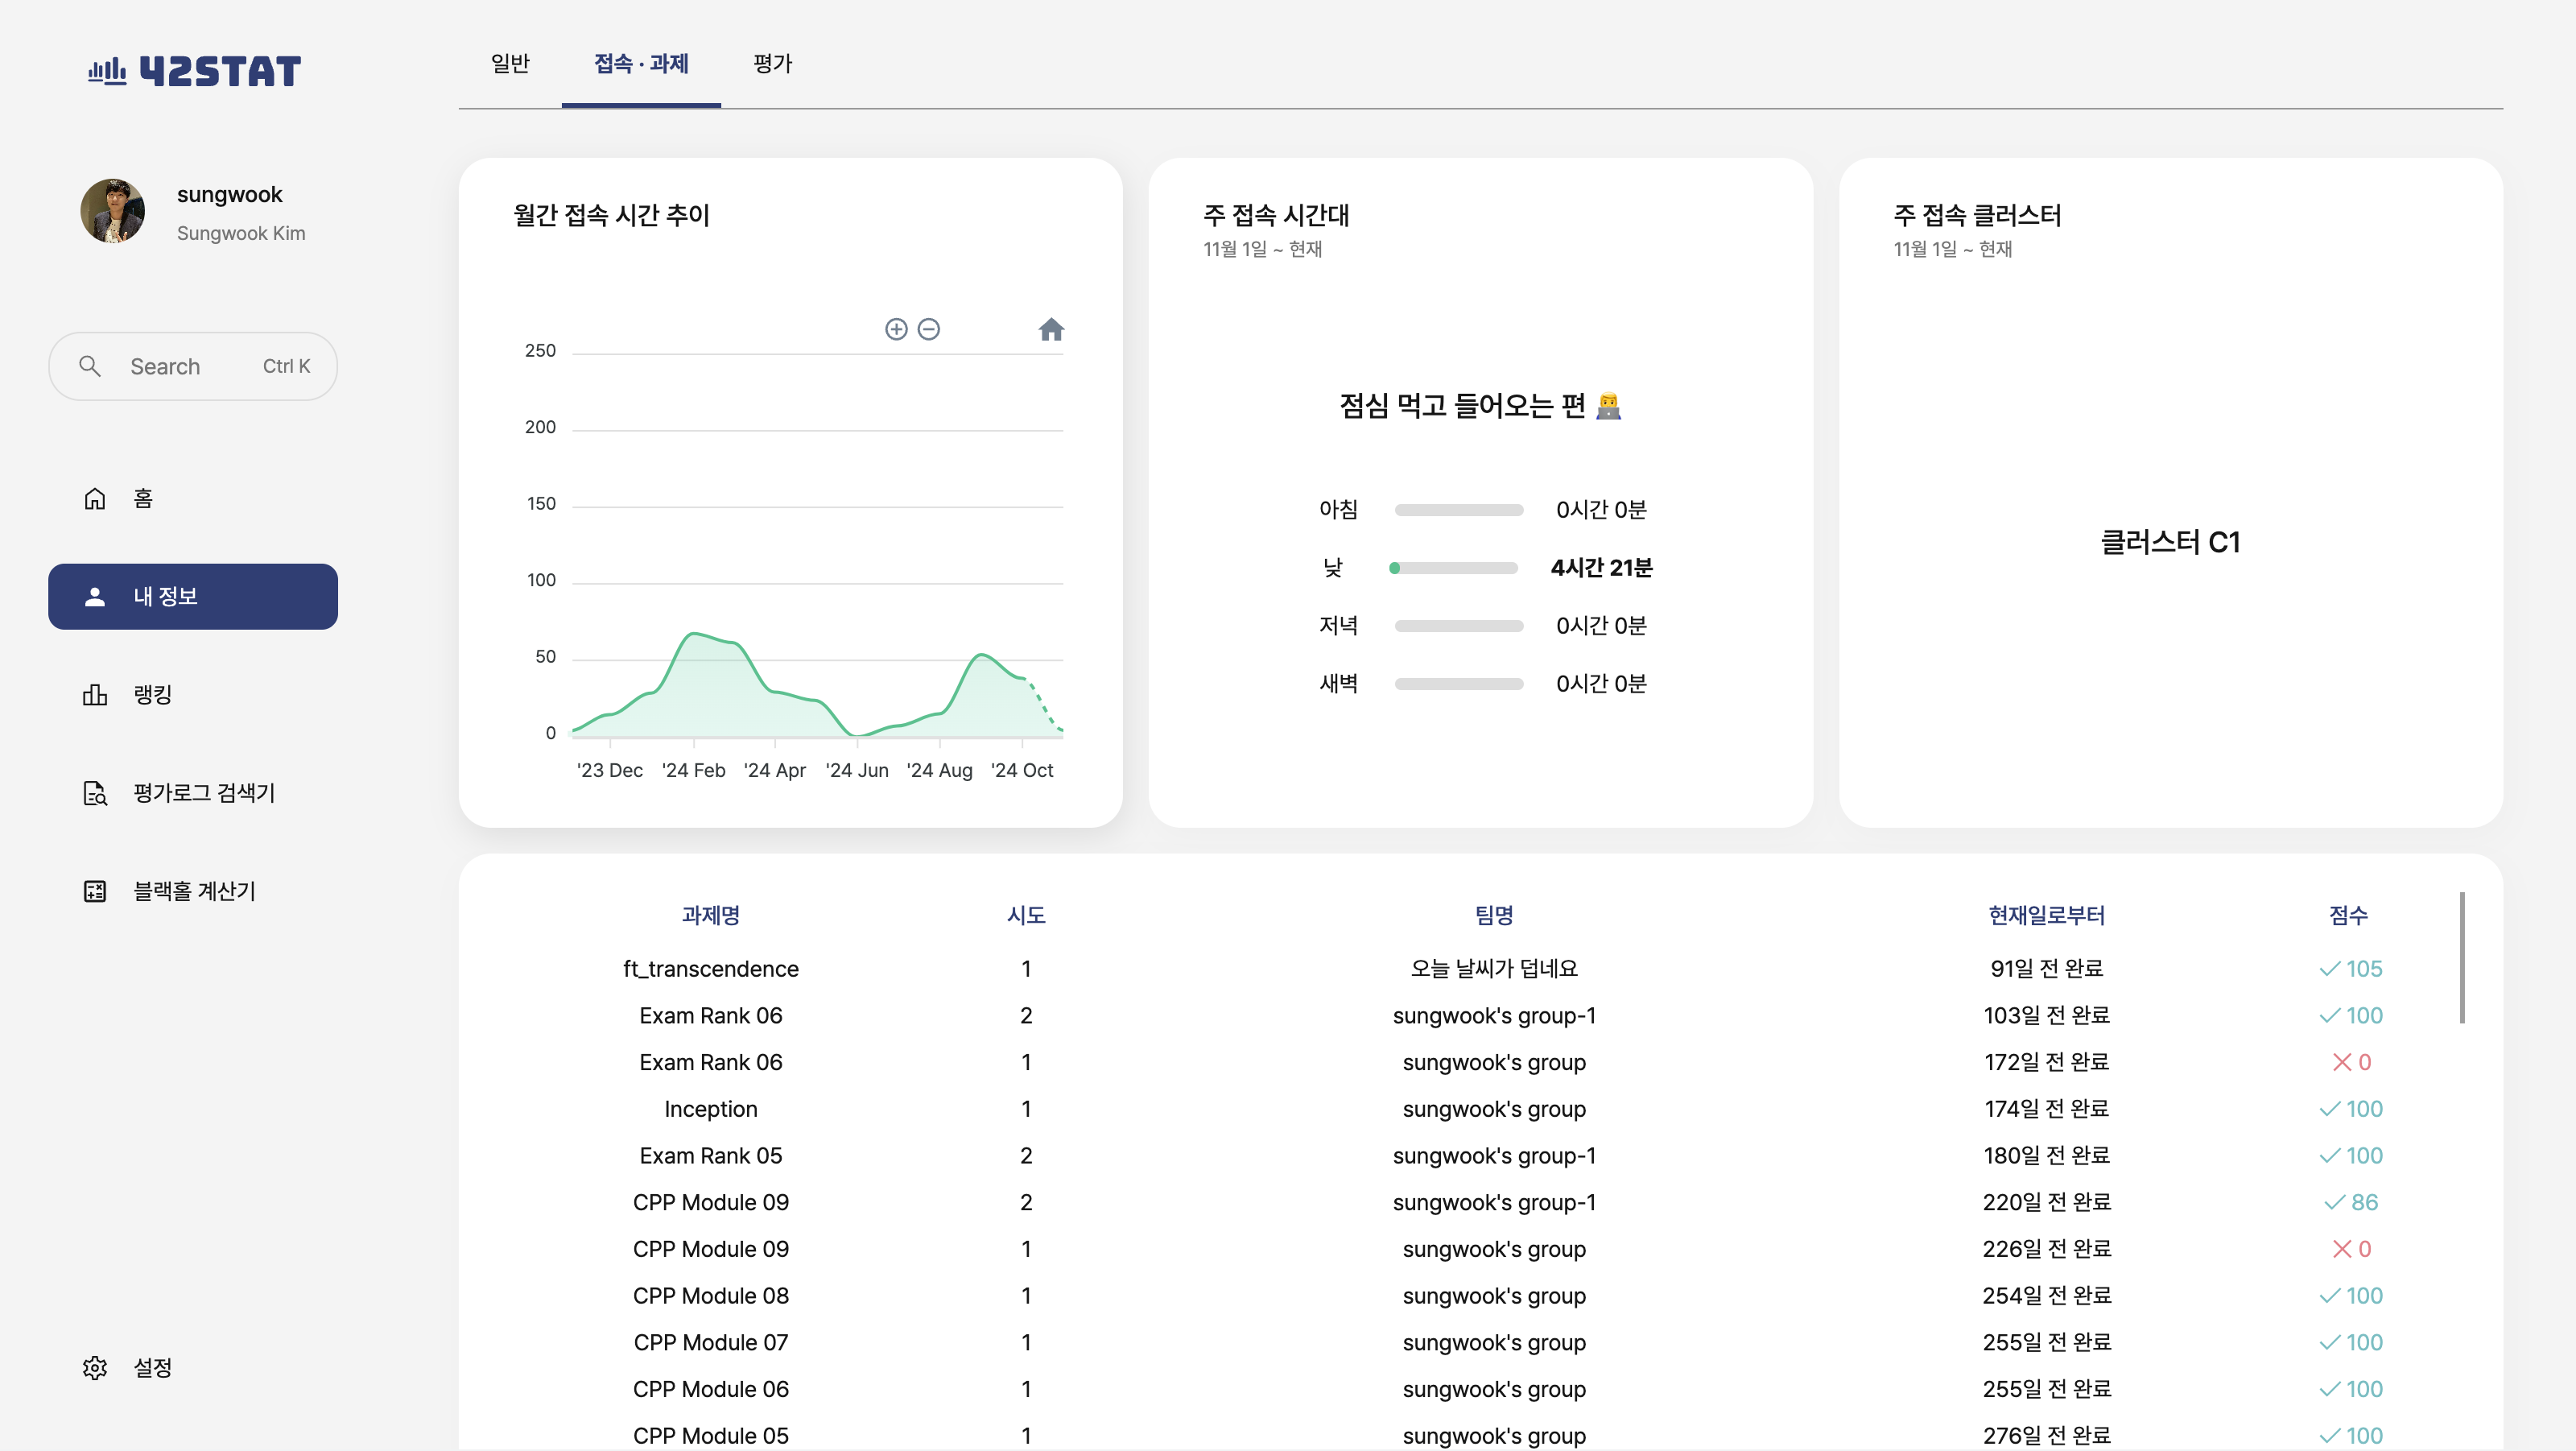 42STAT
sungwook
Sungwook Kim
Search Ctrl K
홈
내 정보
랭킹
평가로그 검색기
블랙홀 계산기
설정
일반 접속 · 과제 평가
월간 접속 시간 추이
250
200
150
100
50
0
'23 Dec '24 Feb '24 Apr '24 Jun '24 Aug '24 Oct
주 접속 시간대
11월 1일 ~ 현재
점심 먹고 들어오는 편 👨‍💻
아침 0시간 0분
낮 4시간 21분
저녁 0시간 0분
새벽 0시간 0분
주 접속 클러스터
11월 1일 ~ 현재
클러스터 C1
과제명 시도 팀명 현재일로부터 점수
ft_transcendence 1 오늘 날씨가 덥네요 91일 전 완료 105
Exam Rank 06 2 sungwook's group-1 103일 전 완료 100
Exam Rank 06 1 sungwook's group 172일 전 완료 0
Inception 1 sungwook's group 174일 전 완료 100
Exam Rank 05 2 sungwook's group-1 180일 전 완료 100
CPP Module 09 2 sungwook's group-1 220일 전 완료 86
CPP Module 09 1 sungwook's group 226일 전 완료 0
CPP Module 08 1 sungwook's group 254일 전 완료 100
CPP Module 07 1 sungwook's group 255일 전 완료 100
CPP Module 06 1 sungwook's group 255일 전 완료 100
CPP Module 05 1 sungwook's group 276일 전 완료 100